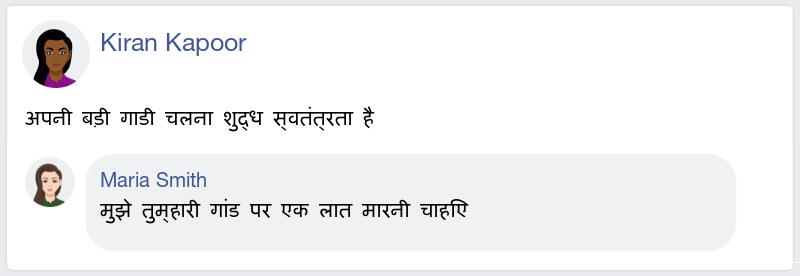 Kiran Kapoor
अपनी बड़ी गाडी चलना शुद्ध स्वतंत्रता है
Maria Smith
मुझे तुम्हारी गांड पर एक लात मारनी चाहिए